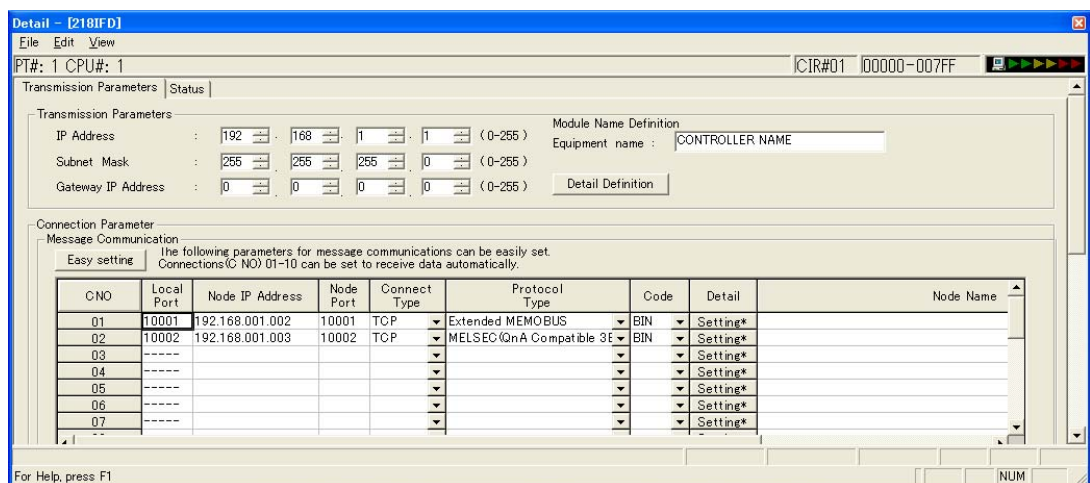 Detail - [218IFD]
File Edit View
PT#: 1 CPU#: 1 CIR#01 00000-007FF
Transmission Parameters Status
Transmission Parameters
IP Address : 192 . 168 . 1 . 1 (0-255)
Subnet Mask : 255 . 255 . 255 . 0 (0-255)
Gateway IP Address : 0 . 0 . 0 . 0 (0-255)
Module Name Definition
Equipment name : CONTROLLER NAME
Detail Definition
Connection Parameter
Message Communication
Easy setting
The following parameters for message communications can be easily set.
Connections(C NO) 01-10 can be set to receive data automatically.
CNO Local Port Node IP Address Node Port Connect Type Protocol Type Code Detail Node Name
01 10001 192.168.001.002 10001 TCP Extended MEMOBUS BIN Setting*
02 10002 192.168.001.003 10002 TCP MELSEC(QnA Compatible 3E BIN Setting*
03 ----- Setting*
04 ----- Setting*
05 ----- Setting*
06 ----- Setting*
07 ----- Setting*
For Help, press F1 NUM